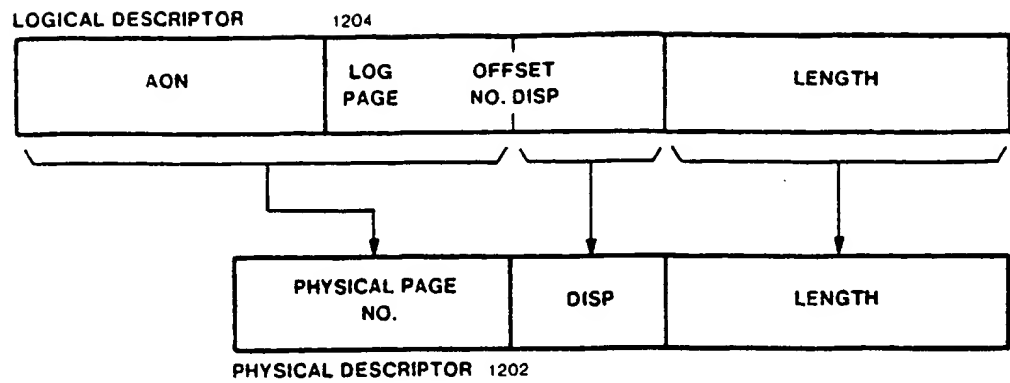 LOGICAL DESCRIPTOR 1204
AON
LOG OFFSET
PAGE NO. DISP
LENGTH
PHYSICAL PAGE
NO.
DISP
LENGTH
PHYSICAL DESCRIPTOR 1202